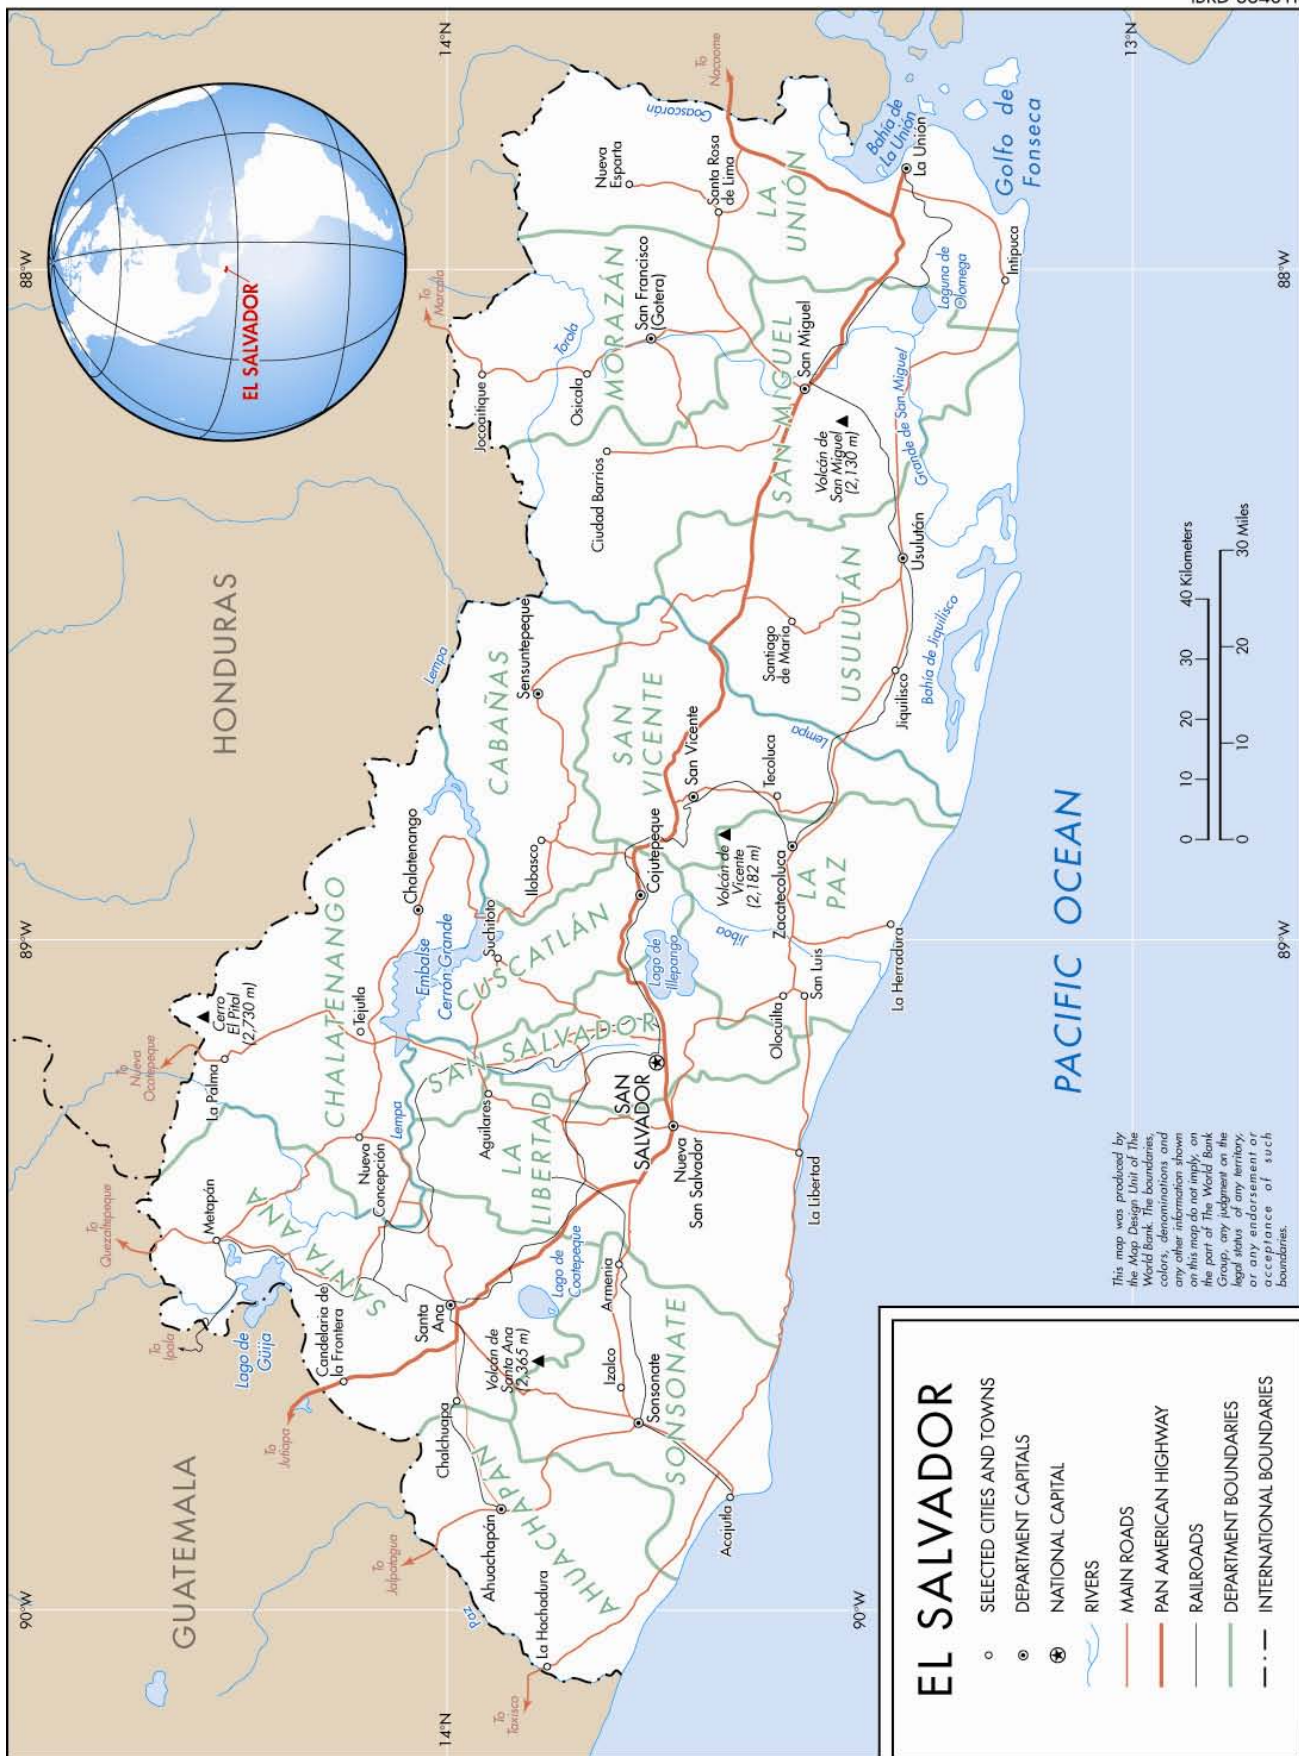 90°W
89°W
88°W
GUATEMALA
HONDURAS
EL SALVADOR
To
Ipala
To
Quezaltepeque
To
Nueva
Ocotepeque
To
Jutiapa
To
Jalpatagua
To
Taxisco
To
Marcala
To
Nacaome
14°N
14°N
13°N
Lago de
Güija
Metapán
La Palma
Cerro
El Pital
(2,730 m)
Candelaria de
la Frontera
SANTA ANA
Nueva
Concepción
CHALATENANGO
Tejutla
Chalatenango
Lempa
Embalse
Cerrón Grande
Lempa
Jocoaitique
Torola
Goascorán
Nueva
Esparta
Santa
Ana
Chalchuapa
Paz
Ahuachapán
AHUACHAPÁN
La Hachadura
Volcán de
Santa Ana
(2,365 m)
Lago de
Coatepeque
LA
LIBERTAD
Aguilares
SAN SALVADOR
Suchitoto
CUSCATLÁN
Ilobasco
CABAÑAS
Sensuntepeque
Ciudad Barrios
Osicala
MORAZÁN
San Francisco
(Gotera)
Santa Rosa
de Lima
LA
UNIÓN
Izalco
Armenia
Sonsonate
SONSONATE
Acajutla
SAN
SALVADOR
Nueva
San Salvador
Lago de
Illepango
Cojutepeque
SAN
VICENTE
San Vicente
Volcán de
Vicente
(2,182 m)
Tecoluca
Jiboa
Zacatecoluca
LA
PAZ
Olocuilta
San Luis
La Libertad
La Herradura
Lempa
Santiago
de María
USULUTÁN
Jiquilisco
Bahía de Jiquilisco
Usulután
SAN MIGUEL
San Miguel
Volcán de
San Miguel
(2,130 m)
Grande de San Miguel
Laguna de
Olomega
Intipuca
La Unión
Bahía de
La Unión
Golfo de
Fonseca
PACIFIC OCEAN
0 10 20 30 40 Kilometers
0 10 20 30 Miles
This map was produced by
the Map Design Unit of The
World Bank. The boundaries,
colors, denominations and
any other information shown
on this map do not imply, on
the part of The World Bank
Group, any judgment on the
legal status of any territory,
or any endorsement or
acceptance of such
boundaries.
EL SALVADOR
SELECTED CITIES AND TOWNS
DEPARTMENT CAPITALS
NATIONAL CAPITAL
RIVERS
MAIN ROADS
PAN AMERICAN HIGHWAY
RAILROADS
DEPARTMENT BOUNDARIES
INTERNATIONAL BOUNDARIES
90°W
89°W
88°W